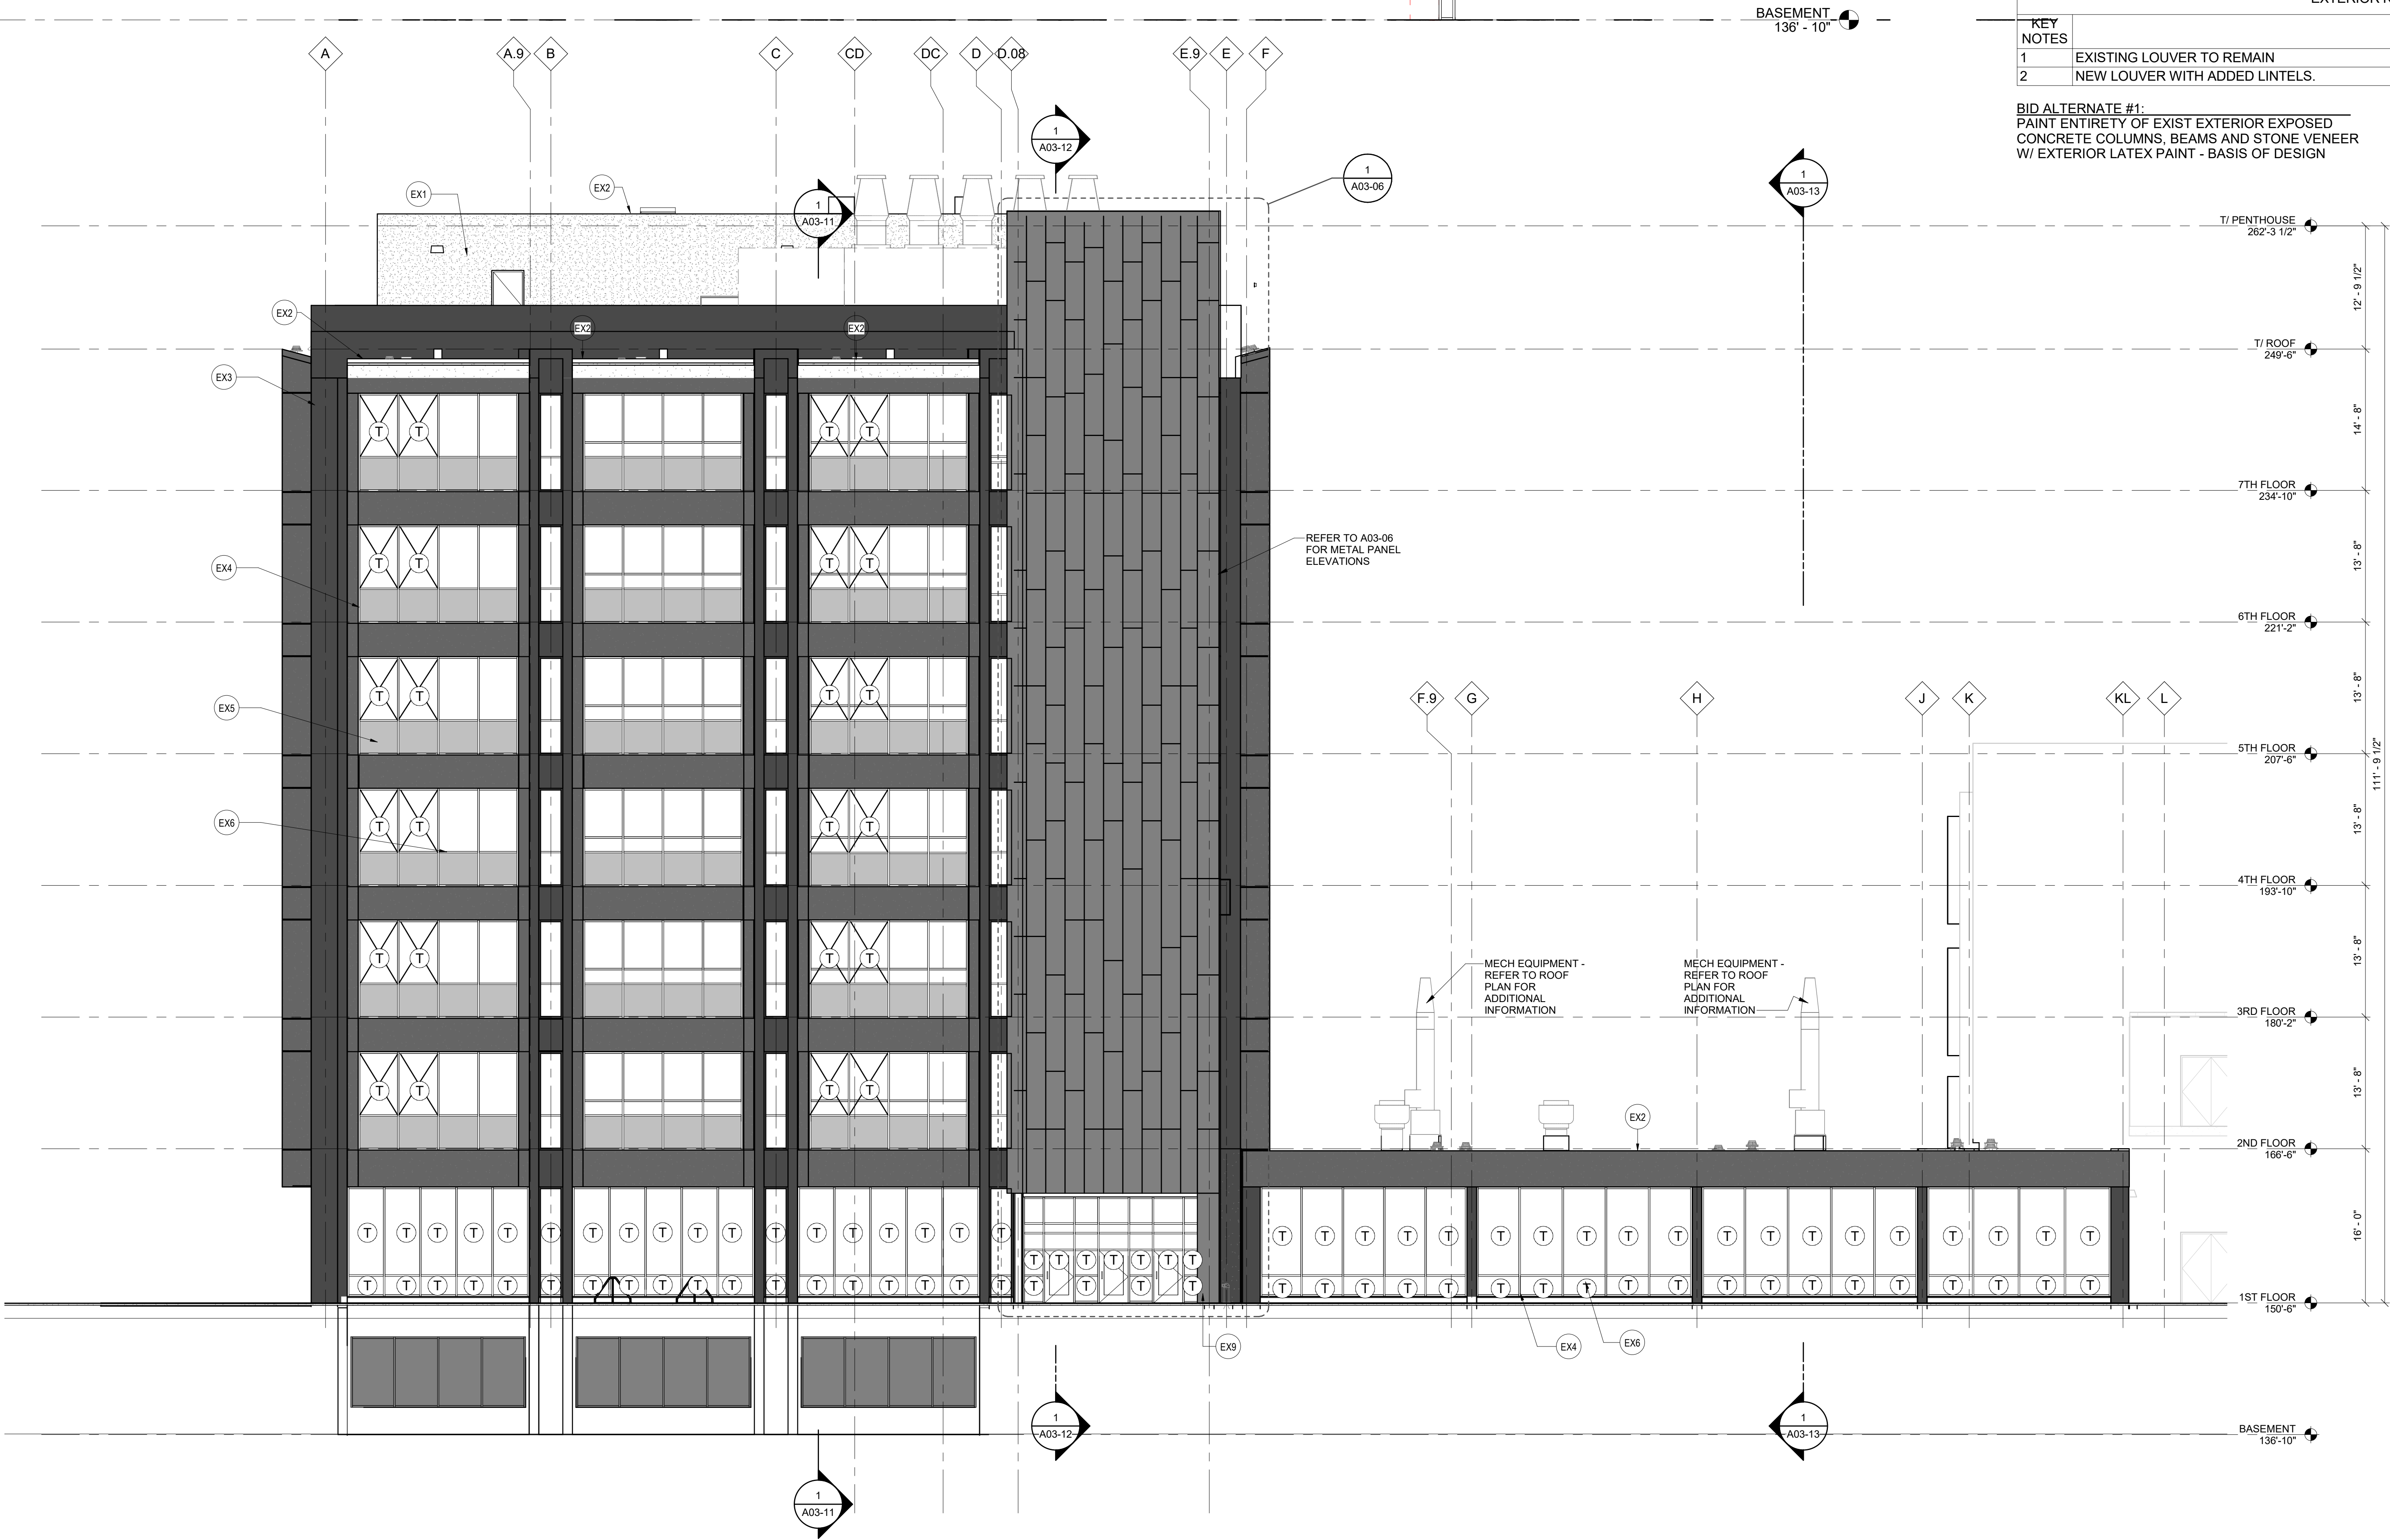 BASEMENT
136' - 10"
KEY
NOTES
1 EXISTING LOUVER TO REMAIN
2 NEW LOUVER WITH ADDED LINTELS.
BID ALTERNATE #1:
PAINT ENTIRETY OF EXIST EXTERIOR EXPOSED
CONCRETE COLUMNS, BEAMS AND STONE VENEER
W/ EXTERIOR LATEX PAINT - BASIS OF DESIGN
A A.9 B C CD DC D D.08 E.9 E F
1
A03-12
1
A03-06
1
A03-13
EX1
EX2
1
A03-11
T/ PENTHOUSE
262'-3 1/2"
12' - 9 1/2"
EX2
EX2
EX2
T/ ROOF
249'-6"
EX3
14' - 8"
T T T T
7TH FLOOR
234'-10"
REFER TO A03-06
FOR METAL PANEL
ELEVATIONS
13' - 8"
EX4
T T T T
6TH FLOOR
221'-2"
13' - 8"
F.9 G H J K KL L
EX5
T T T T
5TH FLOOR
207'-6"
111' - 9 1/2"
13' - 8"
EX6
T T T T
4TH FLOOR
193'-10"
13' - 8"
T T T T
MECH EQUIPMENT -
REFER TO ROOF
PLAN FOR
ADDITIONAL
INFORMATION
MECH EQUIPMENT -
REFER TO ROOF
PLAN FOR
ADDITIONAL
INFORMATION
3RD FLOOR
180'-2"
13' - 8"
T T T T
EX2
2ND FLOOR
166'-6"
16' - 0"
T T T T T T T T T T T T T T T T T T T T T T T T T T T T T T T T T T T T
T T T T T T T
T T T T T T T T T T T T T T T T T T T T T T T T T T T T T T T T T T T T T T T T
1ST FLOOR
150'-6"
EX9
EX4
EX6
1
A03-12
1
A03-13
BASEMENT
136'-10"
1
A03-11